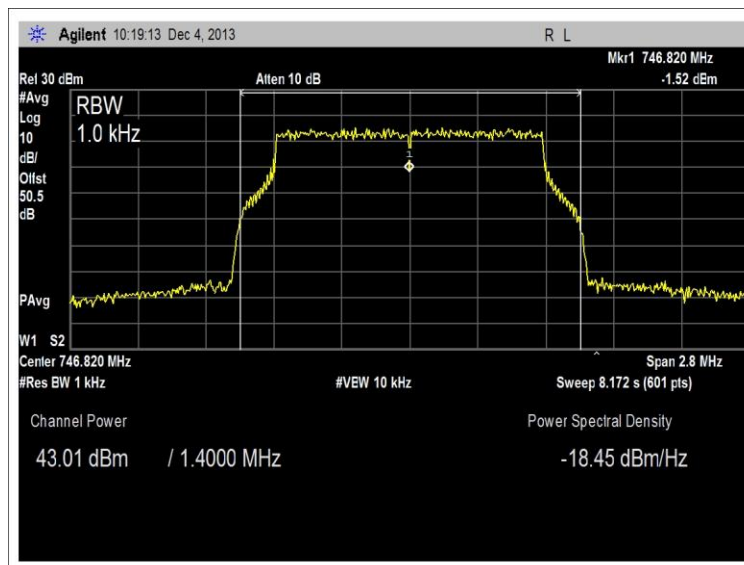 Agilent 10:19:13 Dec 4, 2013 R L
Mkr1 746.820 MHz
Ref 30 dBm Atten 10 dB -1.52 dBm
#Avg
Log
10
dB/
Offst
50.5
dB
RBW
1.0 kHz
1
PAvg
W1 S2
Center 746.820 MHz Span 2.8 MHz
#Res BW 1 kHz #VBW 10 kHz Sweep 8.172 s (601 pts)
Channel Power Power Spectral Density
43.01 dBm / 1.4000 MHz -18.45 dBm/Hz